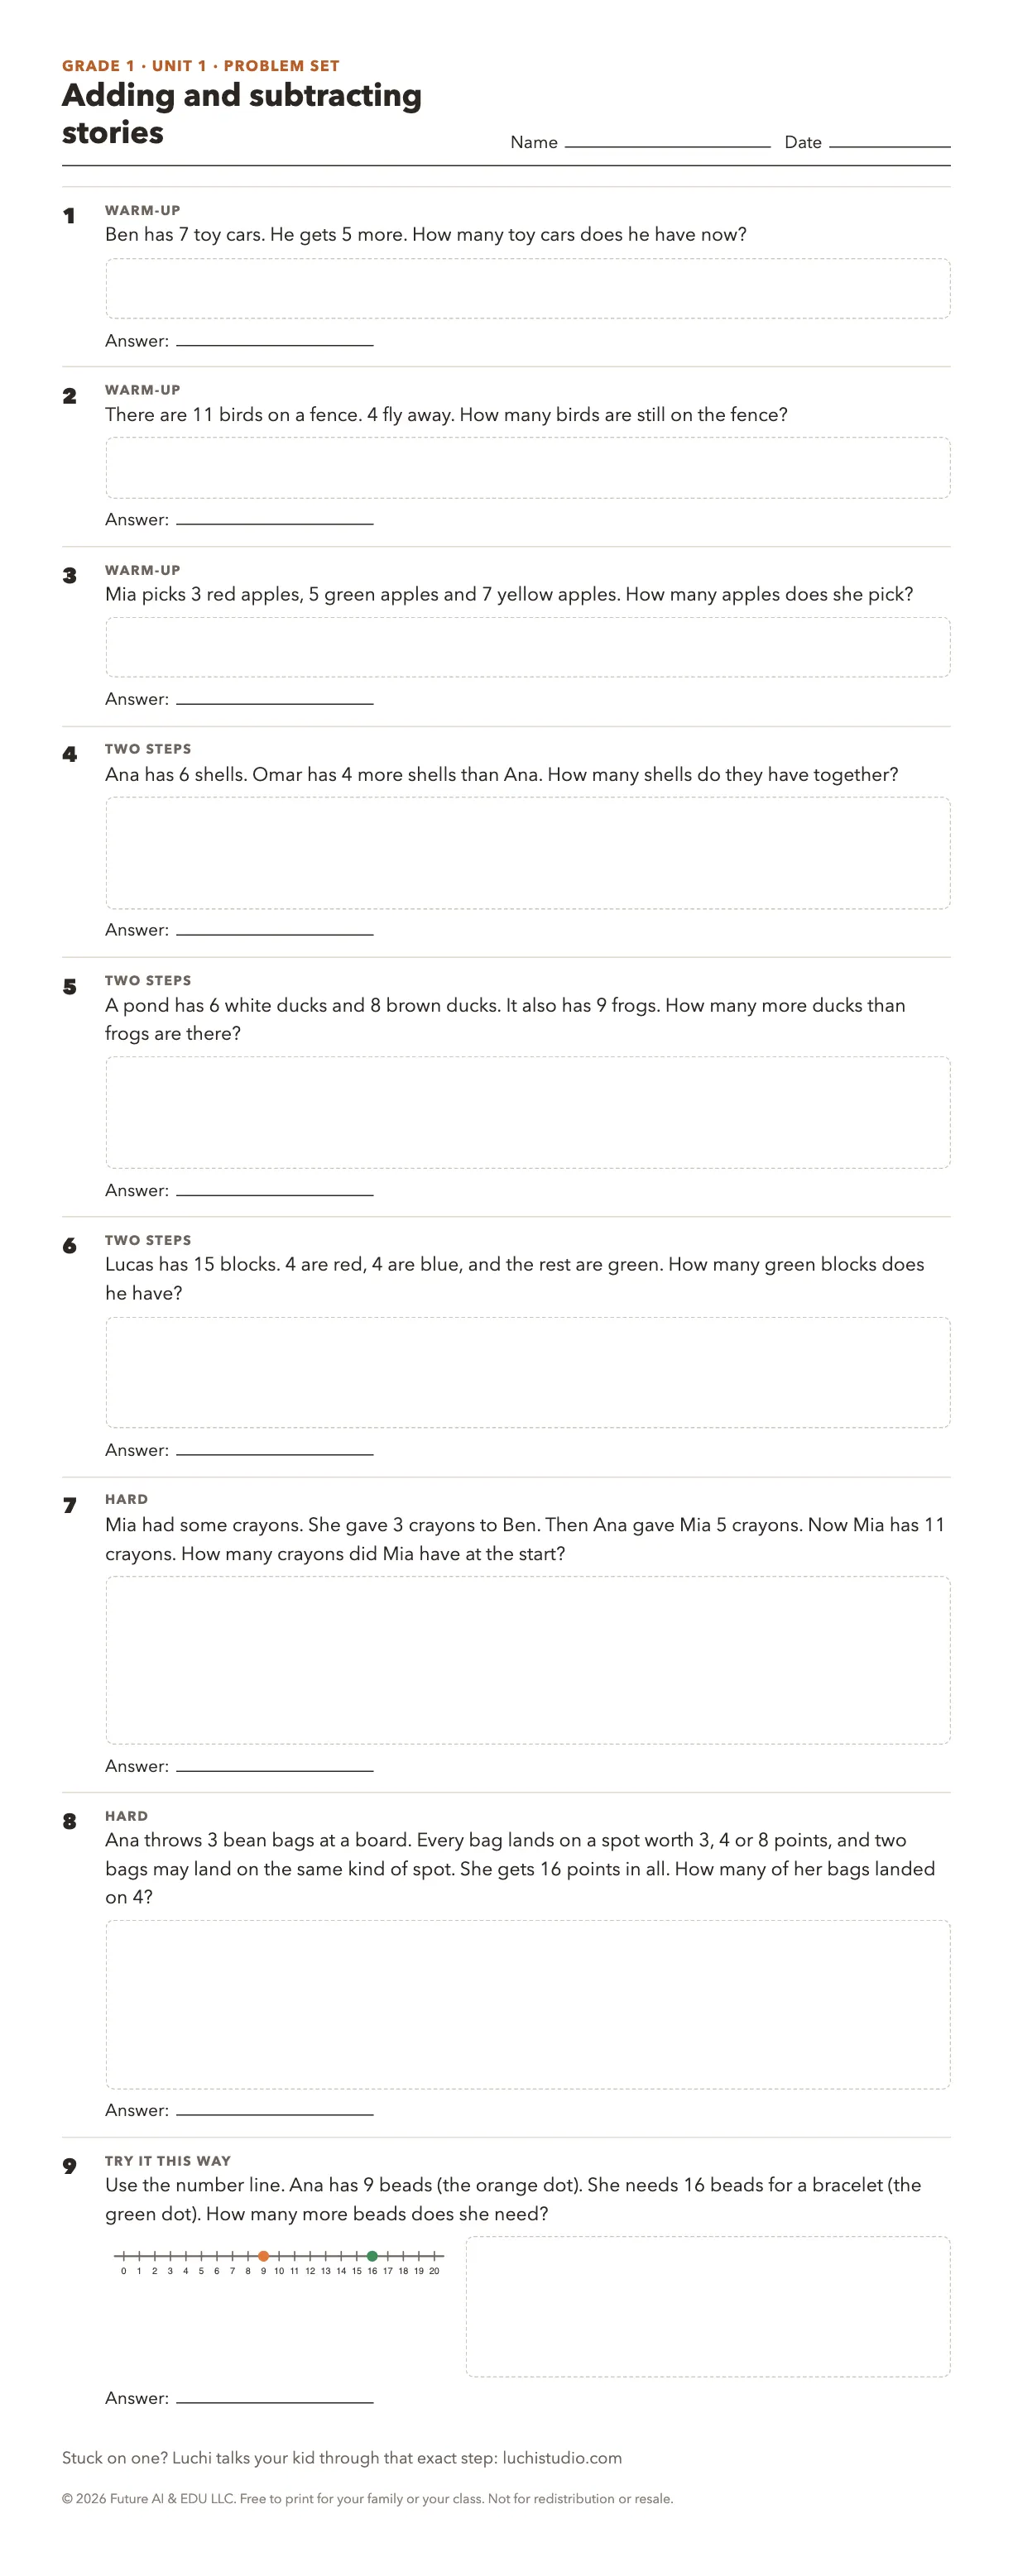 GRADE 1 · UNIT 1 · PROBLEM SET
Adding and subtracting
stories
Name
Date
1
WARM-UP
Ben has 7 toy cars. He gets 5 more. How many toy cars does he have now?
Answer:
2
WARM-UP
There are 11 birds on a fence. 4 fly away. How many birds are still on the fence?
Answer:
3
WARM-UP
Mia picks 3 red apples, 5 green apples and 7 yellow apples. How many apples does she pick?
Answer:
4
TWO STEPS
Ana has 6 shells. Omar has 4 more shells than Ana. How many shells do they have together?
Answer:
5
TWO STEPS
A pond has 6 white ducks and 8 brown ducks. It also has 9 frogs. How many more ducks than
frogs are there?
Answer:
6
TWO STEPS
Lucas has 15 blocks. 4 are red, 4 are blue, and the rest are green. How many green blocks does
he have?
Answer:
7
HARD
Mia had some crayons. She gave 3 crayons to Ben. Then Ana gave Mia 5 crayons. Now Mia has 11
crayons. How many crayons did Mia have at the start?
Answer:
8
HARD
Ana throws 3 bean bags at a board. Every bag lands on a spot worth 3, 4 or 8 points, and two
bags may land on the same kind of spot. She gets 16 points in all. How many of her bags landed
on 4?
Answer:
9
TRY IT THIS WAY
Use the number line. Ana has 9 beads (the orange dot). She needs 16 beads for a bracelet (the
green dot). How many more beads does she need?
0 1 2 3 4 5 6 7 8 9 10 11 12 13 14 15 16 17 18 19 20
Answer:
Stuck on one? Luchi talks your kid through that exact step: luchistudio.com
© 2026 Future AI & EDU LLC. Free to print for your family or your class. Not for redistribution or resale.